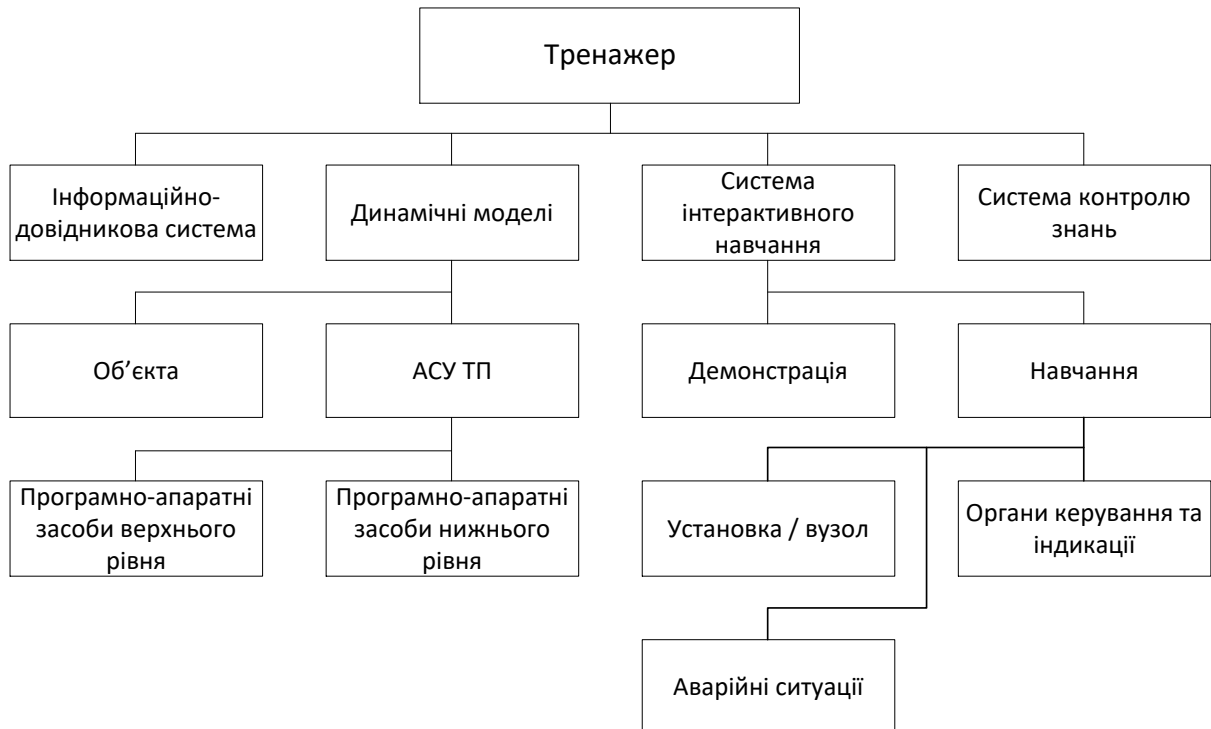 Тренажер
Інформаційно-
довідникова система
Динамічні моделі
Система
інтерактивного
навчання
Система контролю
знань
Об’єкта
АСУ ТП
Демонстрація
Навчання
Програмно-апаратні
засоби верхнього
рівня
Програмно-апаратні
засоби нижнього
рівня
Установка / вузол
Органи керування та
індикації
Аварійні ситуації